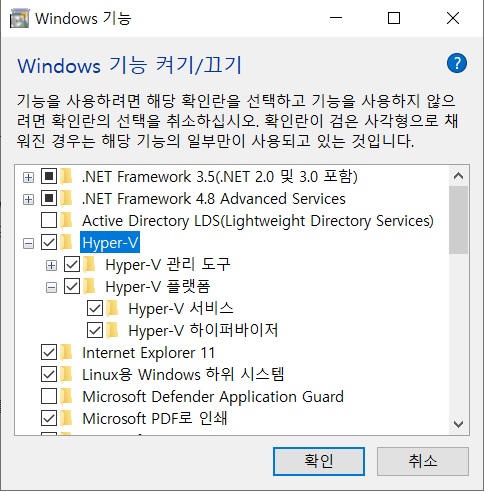 Windows 기능
Windows 기능 켜기/끄기
?
기능을 사용하려면 해당 확인란을 선택하고 기능을 사용하지 않으
려면 확인란의 선택을 취소하십시오. 확인란이 검은 사각형으로 채
워진 경우는 해당 기능의 일부만이 사용되고 있는 것입니다.
.NET Framework 3.5(.NET 2.0 및 3.0 포함)
.NET Framework 4.8 Advanced Services
Active Directory LDS(Lightweight Directory Services)
Hyper-V
Hyper-V 관리 도구
Hyper-V 플랫폼
Hyper-V 서비스
Hyper-V 하이퍼바이저
Internet Explorer 11
Linux용 Windows 하위 시스템
Microsoft Defender Application Guard
Microsoft PDF로 인쇄
확인
취소